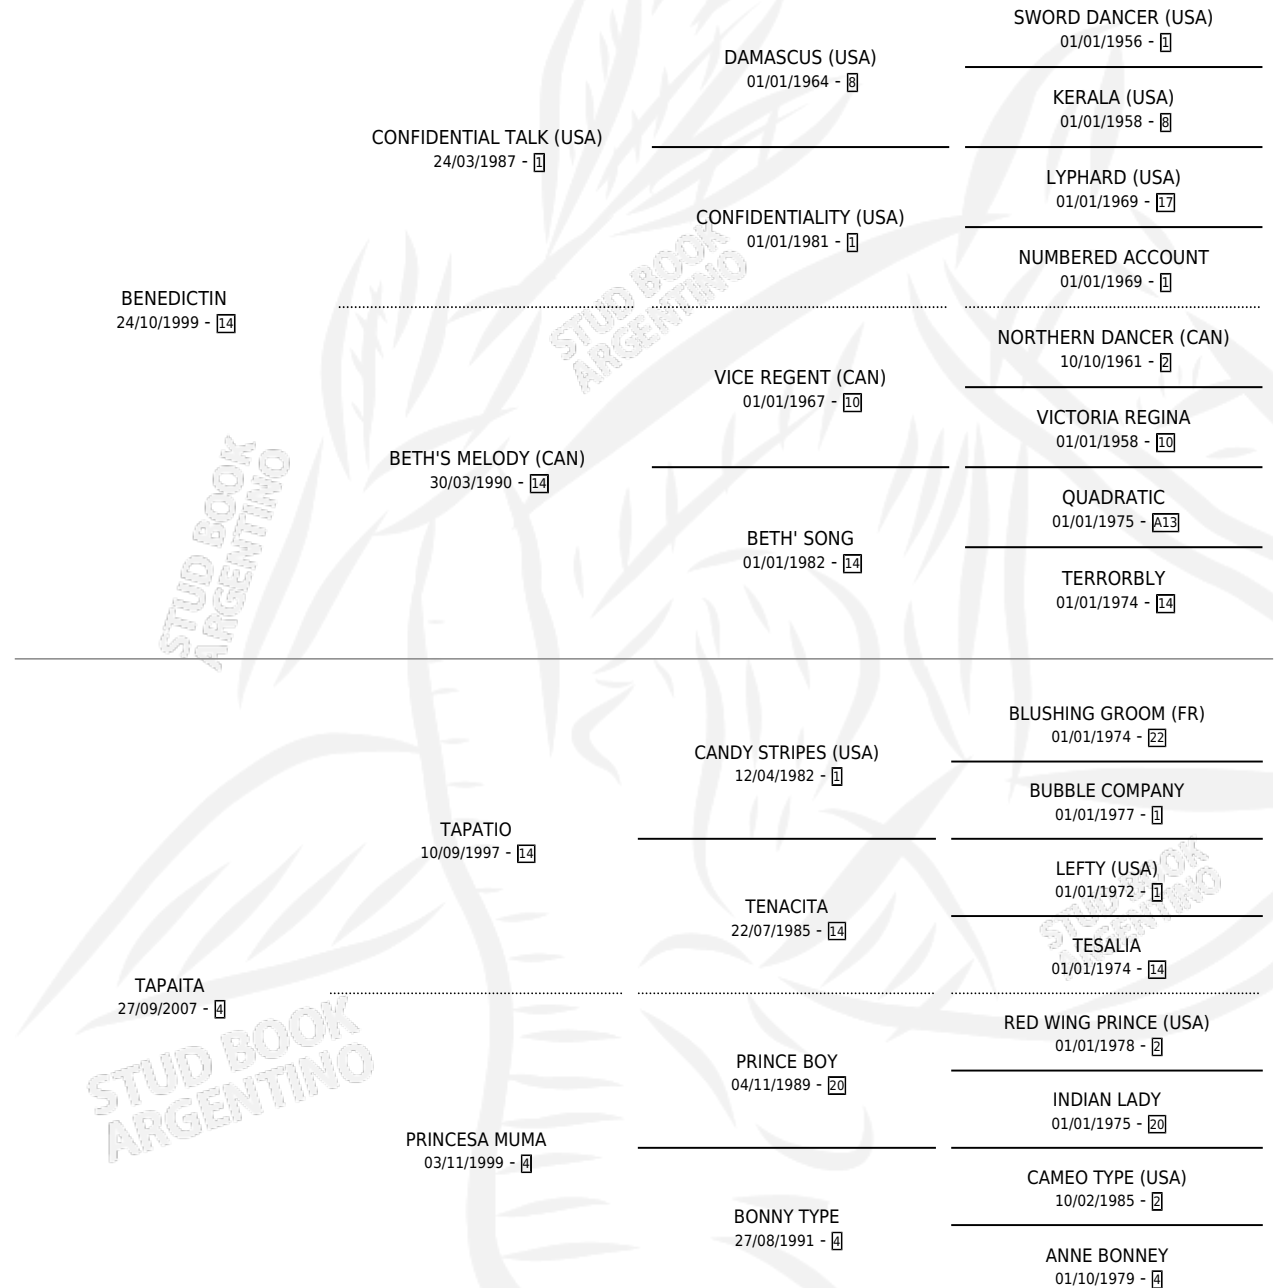 SWORD DANCER (USA)
01/01/1956 - 1
DAMASCUS (USA)
01/01/1964 - 8
KERALA (USA)
01/01/1958 - 8
CONFIDENTIAL TALK (USA)
24/03/1987 - 1
LYPHARD (USA)
01/01/1969 - 17
CONFIDENTIALITY (USA)
01/01/1981 - 1
NUMBERED ACCOUNT
01/01/1969 - 1
BENEDICTIN
24/10/1999 - 14
NORTHERN DANCER (CAN)
10/10/1961 - 2
VICE REGENT (CAN)
01/01/1967 - 10
VICTORIA REGINA
01/01/1958 - 10
BETH'S MELODY (CAN)
30/03/1990 - 14
QUADRATIC
01/01/1975 - A13
BETH' SONG
01/01/1982 - 14
TERRORBLY
01/01/1974 - 14
BLUSHING GROOM (FR)
01/01/1974 - 22
CANDY STRIPES (USA)
12/04/1982 - 1
BUBBLE COMPANY
01/01/1977 - 1
TAPATIO
10/09/1997 - 14
LEFTY (USA)
01/01/1972 - 1
TENACITA
22/07/1985 - 14
TESALIA
01/01/1974 - 14
TAPAITA
27/09/2007 - 4
RED WING PRINCE (USA)
01/01/1978 - 2
PRINCE BOY
04/11/1989 - 20
INDIAN LADY
01/01/1975 - 20
PRINCESA MUMA
03/11/1999 - 4
CAMEO TYPE (USA)
10/02/1985 - 2
BONNY TYPE
27/08/1991 - 4
ANNE BONNEY
01/10/1979 - 4
STUD BOOK
ARGENTINO
STUD BOOK
ARGENTINO
STUD BOOK
ARGENTINO
STUD BOOK
ARGENTINO